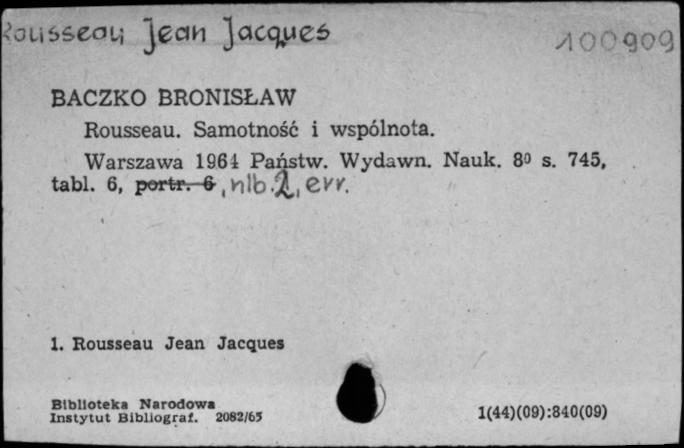 Rousseau Jean Jacques
100909
BACZKO BRONISŁAW
Rousseau. Samotność i wspólnota.
Warszawa 1964 Państw. Wydawn. Nauk. 8⁰ s. 745,
tabl. 6, portr. 6, nlb. 2, err.
1. Rousseau Jean Jacques
Biblioteka Narodowa
Instytut Bibliograf. 2082/65
1(44)(09):840(09)